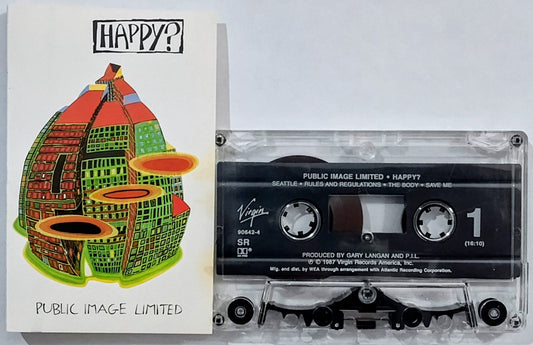 HAPPY?
PUBLIC IMAGE LIMITED
PUBLIC IMAGE LIMITED • HAPPY?
SEATTLE • RULES AND REGULATIONS • THE BODY • SAVE ME
Virgin
90642-4
SR
1
(16:10)
PRODUCED BY GARY LANGAN AND P.I.L.
℗ © 1987 Virgin Records America, Inc.
Mfg. and dist. by WEA through arrangement with Atlantic Recording Corporation.